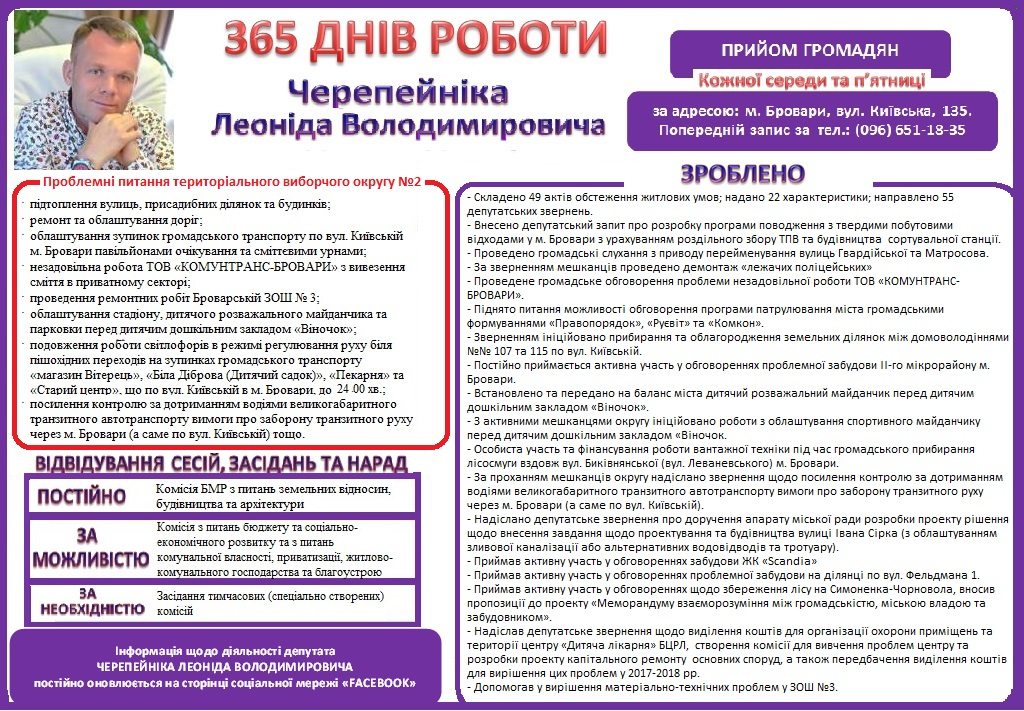 365 ДНІВ РОБОТИ
Черепейніка
Леоніда Володимировича
ПРИЙОМ ГРОМАДЯН
Кожної середи та п'ятниці
за адресою: м. Бровари, вул. Київська, 135.
Попередній запис за тел.: (096) 651-18-35
Проблемні питання територіального виборчого округу №2
· підтоплення вулиць, присадибних ділянок та будинків;
· ремонт та облаштування доріг;
· облаштування зупинок громадського транспорту по вул. Київській
м. Бровари павільйонами очікування та сміттєвими урнами;
· незадовільна робота ТОВ «КОМУНТРАНС-БРОВАРИ» з вивезення
сміття в приватному секторі;
· проведення ремонтних робіт Броварській ЗОШ № 3;
· облаштування стадіону, дитячого розважального майданчика та
парковки перед дитячим дошкільним закладом «Віночок»;
· подовження роботи світлофорів в режимі регулювання руху біля
пішохідних переходів на зупинках громадського транспорту
«магазин Вітерець», «Біла Діброва (Дитячий садок)», «Пекарня» та
«Старий центр», що по вул. Київській в м. Бровари, до 24.00 хв.;
· посилення контролю за дотриманням водіями великогабаритного
транзитного автотранспорту вимоги про заборону транзитного руху
через м. Бровари (а саме по вул. Київській) тощо.
ВІДВІДУВАННЯ СЕСІЙ, ЗАСІДАНЬ ТА НАРАД
ПОСТІЙНО
Комісія БМР з питань земельних відносин,
будівництва та архітектури
ЗА
МОЖЛИВІСТЮ
Комісія з питань бюджету та соціально-
економічного розвитку та з питань
комунальної власності, приватизації, житлово-
комунального господарства та благоустрою
ЗА
НЕОБХІДНІСТЮ
Засідання тимчасових (спеціально створених)
комісій
Інформація щодо діяльності депутата
ЧЕРЕПЕЙНІКА ЛЕОНІДА ВОЛОДИМИРОВИЧА
постійно оновлюється на сторінці соціальної мережі «FACEBOOK»
ЗРОБЛЕНО
- Складено 49 актів обстеження житлових умов; надано 22 характеристики; направлено 55
депутатських звернень.
- Внесено депутатський запит про розробку програми поводження з твердими побутовими
відходами у м. Бровари з урахуванням роздільного збору ТПВ та будівництва сортувальної станції.
- Проведено громадські слухання з приводу перейменування вулиць Гвардійської та Матросова.
- За зверненням мешканців проведено демонтаж «лежачих поліцейських»
- Проведене громадське обговорення проблеми незадовільної роботи ТОВ «КОМУНТРАНС-
БРОВАРИ».
- Піднято питання можливості обговорення програми патрулювання міста громадськими
формуваннями «Правопорядок», «Руєвіт» та «Комкон».
- Зверненням ініційовано прибирання та облагородження земельних ділянок між домоволодіннями
№№ 107 та 115 по вул. Київській.
- Постійно приймається активна участь у обговореннях проблемної забудови ІІ-го мікрорайону м.
Бровари.
- Встановлено та передано на баланс міста дитячий розважальний майданчик перед дитячим
дошкільним закладом «Віночок».
- З активними мешканцями округу ініційовано роботи з облаштування спортивного майданчику
перед дитячим дошкільним закладом «Віночок.
- Особиста участь та фінансування роботи вантажної техніки під час громадського прибирання
лісосмуги вздовж вул. Биківнянської (вул. Леваневського) м. Бровари.
- За проханням мешканців округу надіслано звернення щодо посилення контролю за дотриманням
водіями великогабаритного транзитного автотранспорту вимоги про заборону транзитного руху
через м. Бровари (а саме по вул. Київській).
- Надіслано депутатське звернення про доручення апарату міської ради розробки проекту рішення
щодо внесення завдання щодо проектування та будівництва вулиці Івана Сірка (з облаштуванням
зливової каналізації або альтернативних водовідводів та тротуару).
- Приймав активну участь у обговореннях забудови ЖК «Scandia»
- Приймав активну участь у обговореннях проблемної забудови на ділянці по вул. Фельдмана 1.
- Приймав активну участь у обговореннях щодо збереження лісу на Симоненка-Чорновола, вносив
пропозиції до проекту «Меморандуму взаєморозуміння між громадськістю, міською владою та
забудовником».
- Надіслав депутатське звернення щодо виділення коштів для організації охорони приміщень та
території центру «Дитяча лікарня» БЦРЛ, створення комісії для вивчення проблем центру та
розробки проекту капітального ремонту основних споруд, а також передбачення виділення коштів
для вирішення цих проблем у 2017-2018 рр.
- Допомогав у вирішення матеріально-технічних проблем у ЗОШ №3.